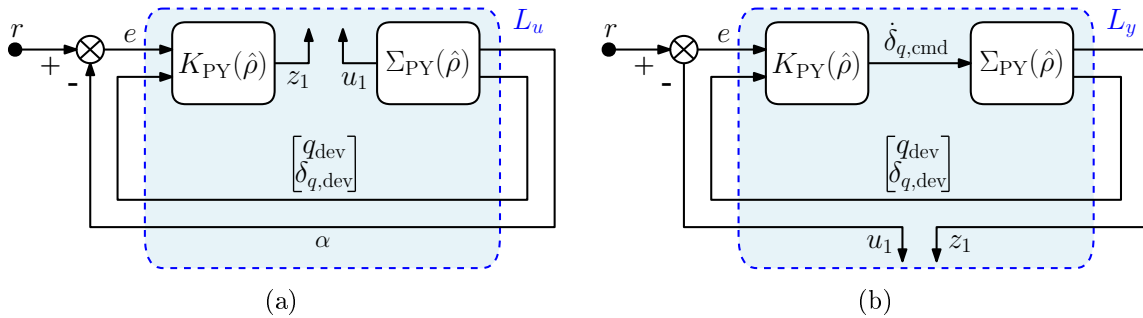 r
+
-
e
K_PY(ρ̂)
z_1
u_1
Σ_PY(ρ̂)
L_u
[q_dev
δ_q,dev]
α
(a)
r
+
-
e
K_PY(ρ̂)
δ̇_q,cmd
Σ_PY(ρ̂)
L_y
[q_dev
δ_q,dev]
u_1
z_1
(b)